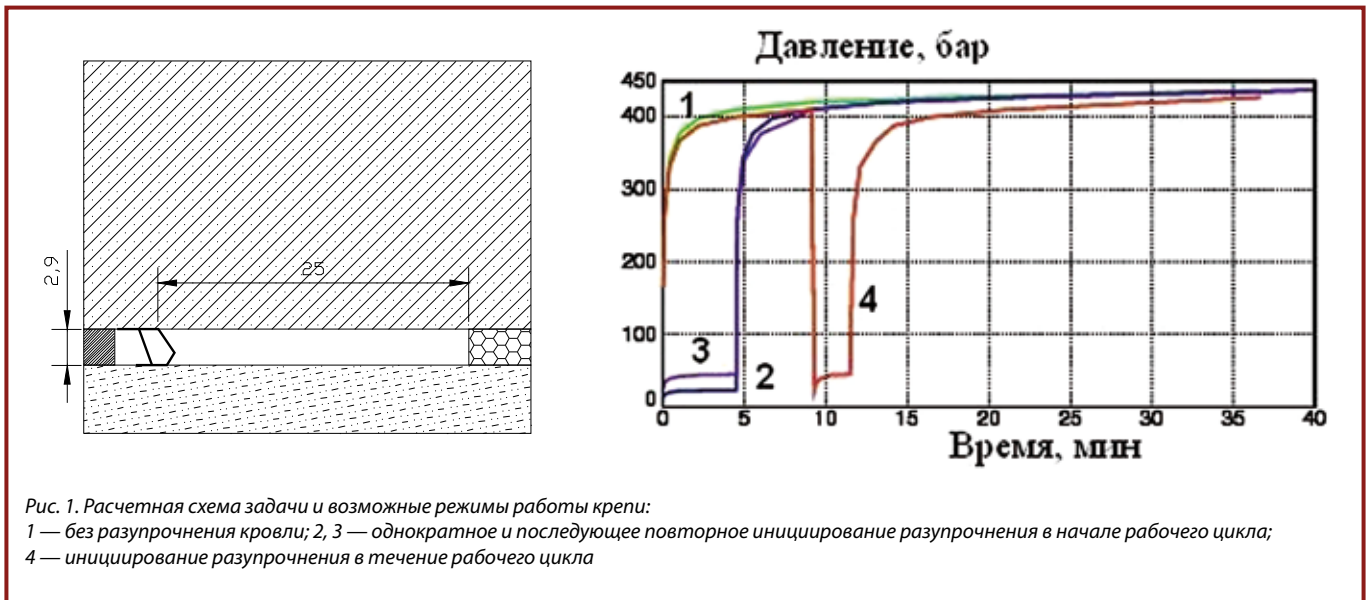 2,9
25
Давление, бар
450
400
300
200
100
0
1
2
3
4
0 5 10 15 20 25 30 35 40
Время, мин
Рис. 1. Расчетная схема задачи и возможные режимы работы крепи:
1 — без разупрочнения кровли; 2, 3 — однократное и последующее повторное инициирование разупрочнения в начале рабочего цикла;
4 — инициирование разупрочнения в течение рабочего цикла